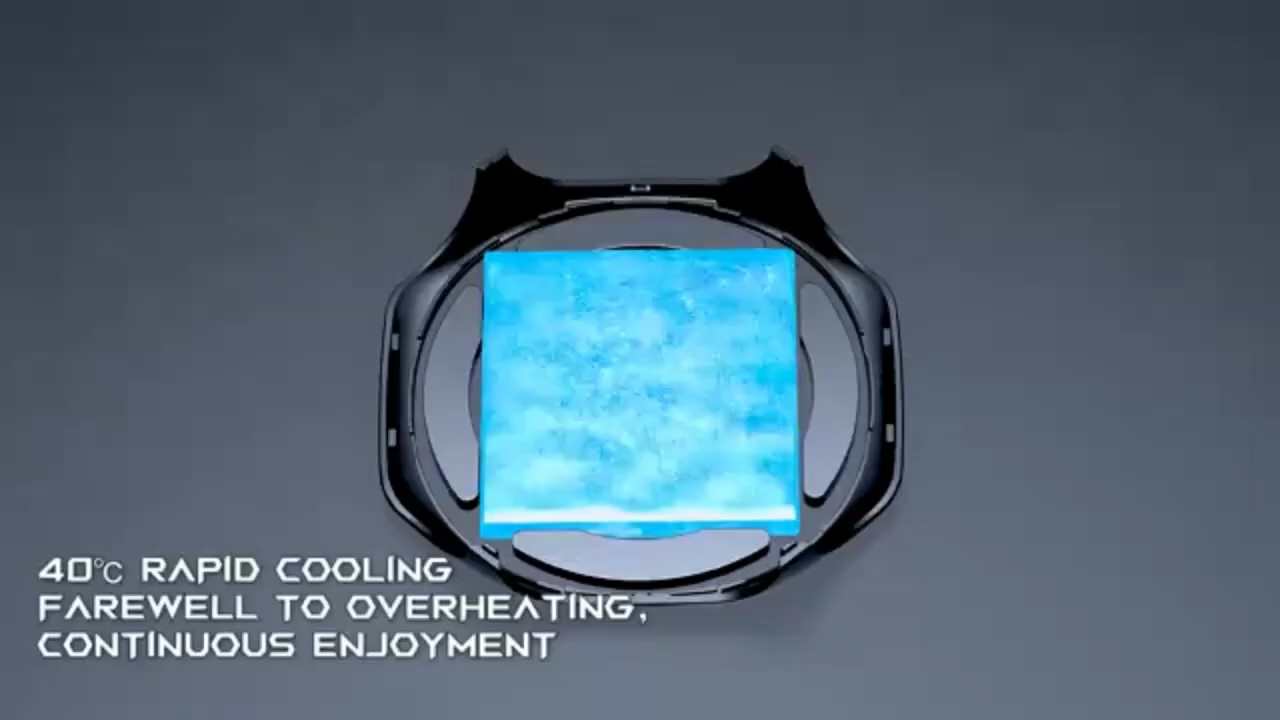 40℃ RAPID COOLING
FAREWELL TO OVERHEATING,
CONTINUOUS ENJOYMENT